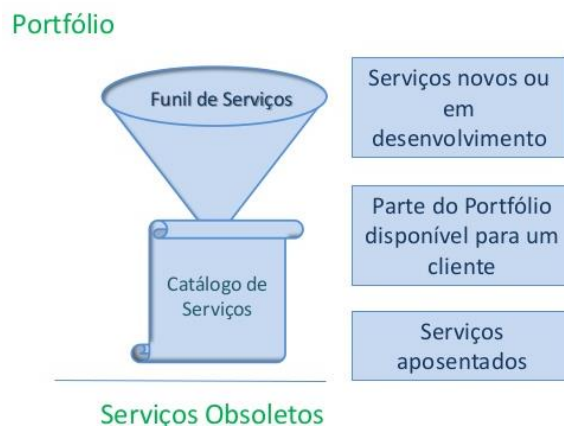 Portfólio
Funil de Serviços
Serviços novos ou
em
desenvolvimento
Catálogo de
Serviços
Parte do Portfólio
disponível para um
cliente
Serviços
aposentados
Serviços Obsoletos